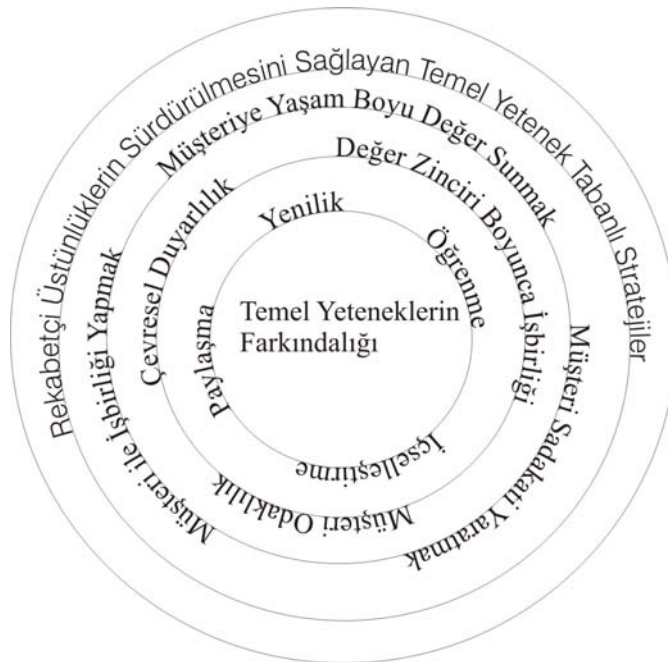 Rekabetçi Üstünlüklerin Sürdürülmesini Sağlayan Temel Yetenek Tabanlı Stratejiler
Müşteriye Yaşam Boyu Değer Sunmak
Müşteri Sadakati Yaratmak
Müşteri ile İşbirliği Yapmak
Değer Zinciri Boyunca İşbirliği
Müşteri Odaklılık
Çevresel Duyarlılık
Yenilik
Öğrenme
İçselleştirme
Paylaşma
Temel Yeteneklerin
Farkındalığı